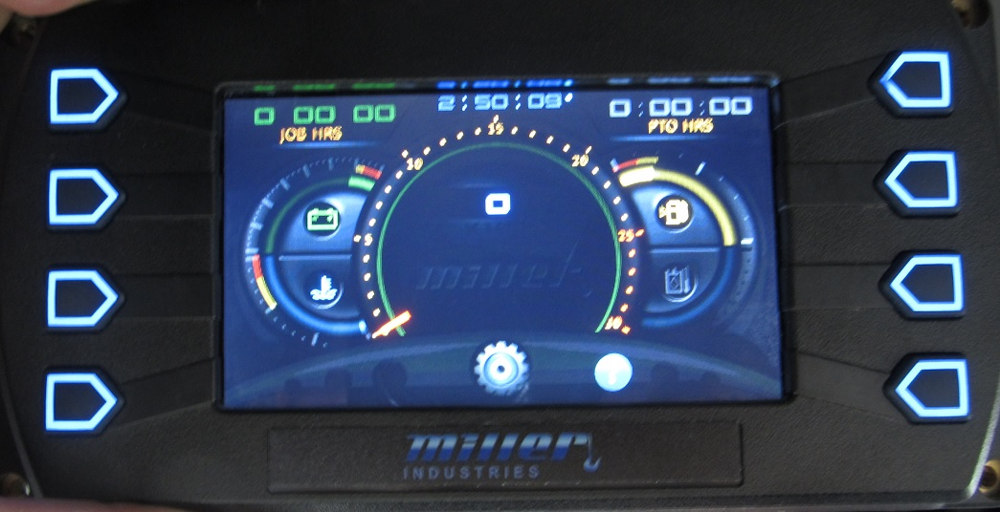 0 00 00
2:50:09
0:00:00
JOB HRS
PTO HRS
15
10
20
0
5
25
miller
miller
INDUSTRIES